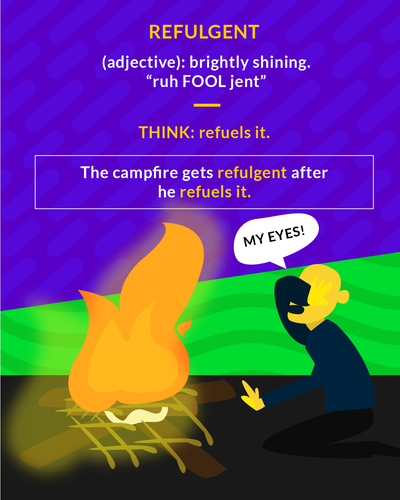 REFULGENT
(adjective): brightly shining.
“ruh FOOL jent”
THINK: refuels it.
The campfire gets refulgent after
he refuels it.
MY EYES!